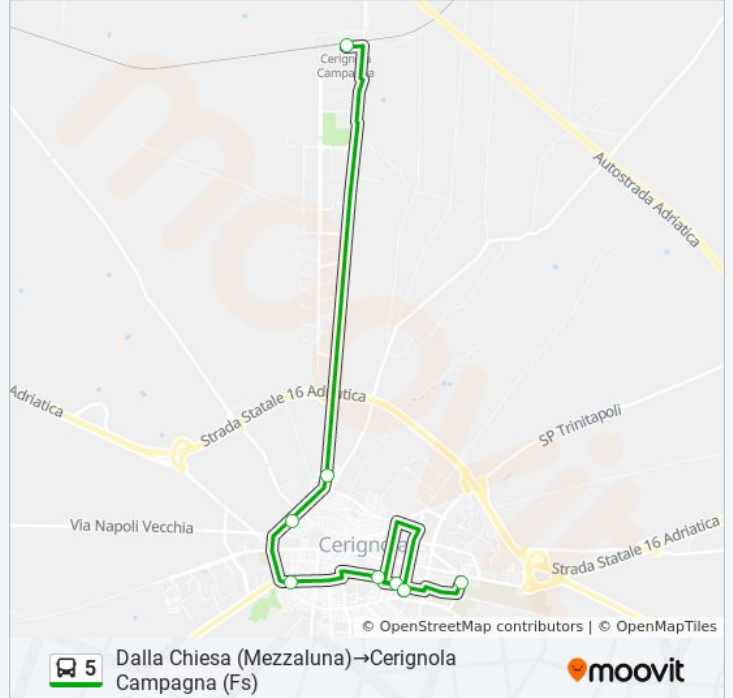 Cerignola
Campagna
Autostrada Adriatica
Adriatica
Strada Statale 16 Adriatica
SP Trinitapoli
Via Napoli Vecchia
Cerignola
Strada Statale 16 Adriatica
moovit
© OpenStreetMap contributors | © OpenMapTiles
5
Dalla Chiesa (Mezzaluna)→Cerignola
Campagna (Fs)
moovit